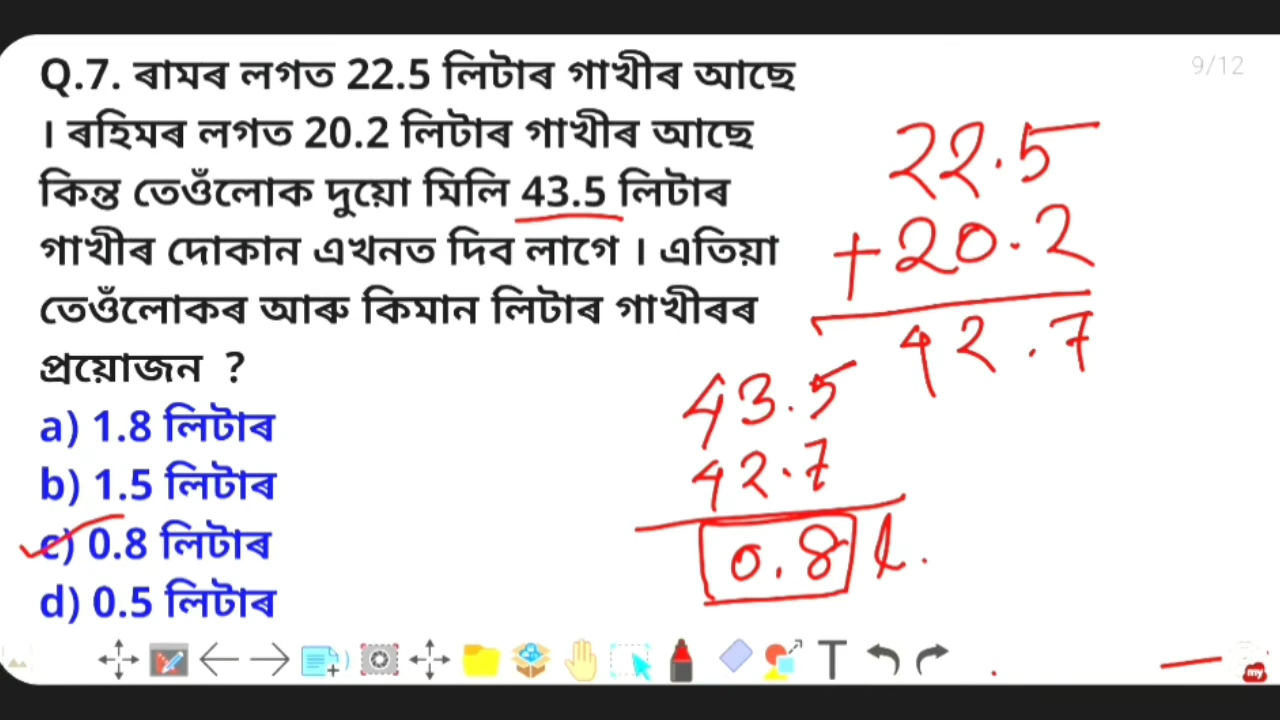 Q.7. ৰামৰ লগত 22.5 লিটাৰ গাখীৰ আছে
। ৰহিমৰ লগত 20.2 লিটাৰ গাখীৰ আছে
কিন্ত তেওঁলোক দুয়ো মিলি 43.5 লিটাৰ
গাখীৰ দোকান এখনত দিব লাগে । এতিয়া
তেওঁলোকৰ আৰু কিমান লিটাৰ গাখীৰৰ
প্ৰয়োজন ?
a) 1.8 লিটাৰ
b) 1.5 লিটাৰ
c) 0.8 লিটাৰ
d) 0.5 লিটাৰ
9/12
22.5
+20.2
42.7
43.5
42.7
0.8 l.
T
my